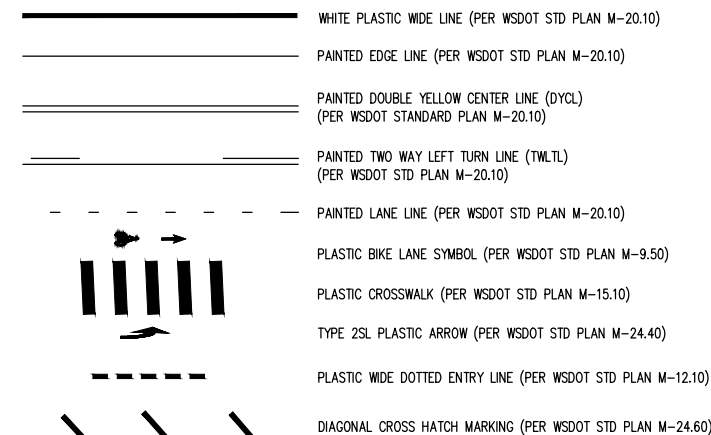 WHITE PLASTIC WIDE LINE (PER WSDOT STD PLAN M-20.10)
PAINTED EDGE LINE (PER WSDOT STD PLAN M-20.10)
PAINTED DOUBLE YELLOW CENTER LINE (DYCL)
(PER WSDOT STANDARD PLAN M-20.10)
PAINTED TWO WAY LEFT TURN LINE (TWLTL)
(PER WSDOT STD PLAN M-20.10)
PAINTED LANE LINE (PER WSDOT STD PLAN M-20.10)
PLASTIC BIKE LANE SYMBOL (PER WSDOT STD PLAN M-9.50)
PLASTIC CROSSWALK (PER WSDOT STD PLAN M-15.10)
TYPE 2SL PLASTIC ARROW (PER WSDOT STD PLAN M-24.40)
PLASTIC WIDE DOTTED ENTRY LINE (PER WSDOT STD PLAN M-12.10)
DIAGONAL CROSS HATCH MARKING (PER WSDOT STD PLAN M-24.60)